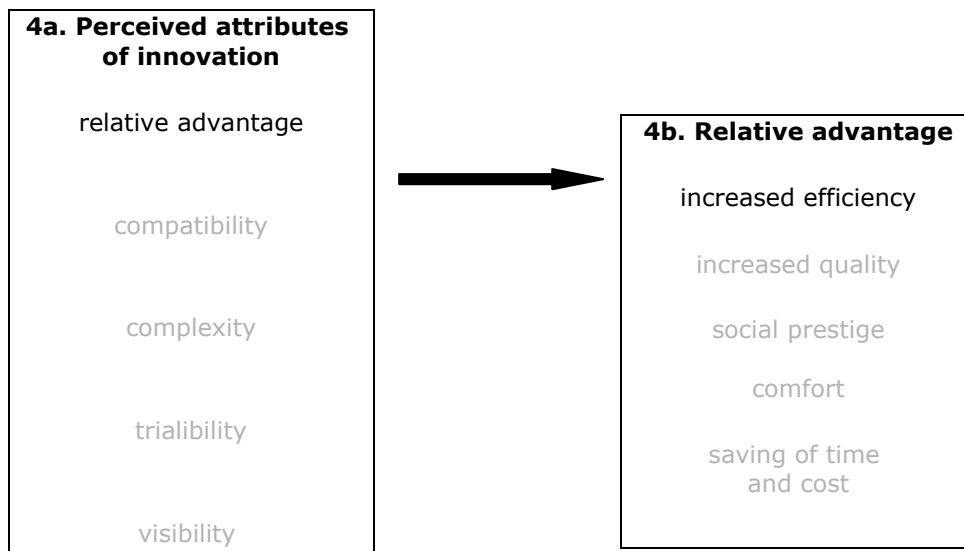 4a. Perceived attributes
of innovation
relative advantage
compatibility
complexity
trialibility
visibility
4b. Relative advantage
increased efficiency
increased quality
social prestige
comfort
saving of time
and cost